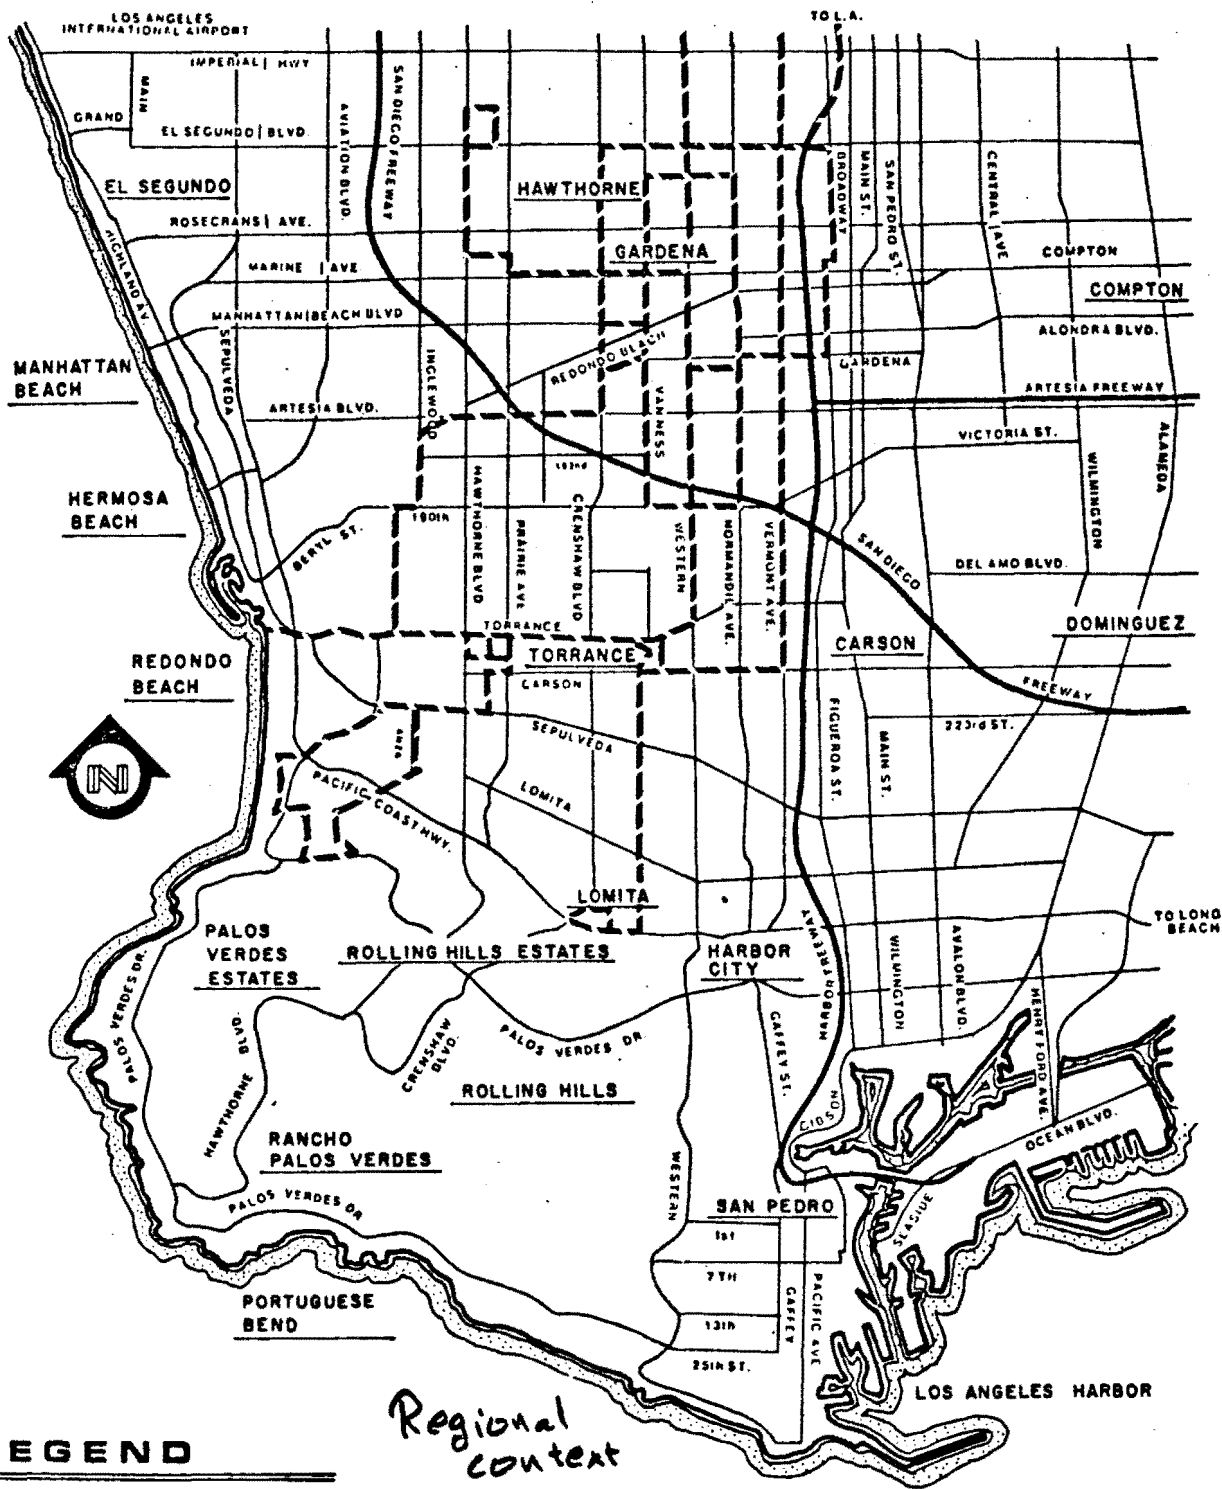 LOS ANGELES
INTERNATIONAL AIRPORT
TO L.A.
IMPERIAL HWY
MAIN
GRAND
EL SEGUNDO BLVD.
AVIATION BLVD.
SAN DIEGO FREEWAY
EL SEGUNDO
HAWTHORNE
BROADWAY
MAIN ST.
SAN PEDRO ST.
CENTRAL AVE
ROSECRANS AVE.
HIGHLAND AV
GARDENA
COMPTON
MARINE AVE
COMPTON
MANHATTAN BEACH BLVD
ALONDRA BLVD.
SEPULVEDA
REDONDO BEACH
GARDENA
MANHATTAN
BEACH
INGLEWOOD
VANNESS
ARTESIA FREEWAY
ARTESIA BLVD.
VICTORIA ST.
ALAMEDA
WILMINGTON
182nd
HERMOSA
BEACH
190th
HAWTHORNE BLVD
PRAIRIE AVE
CRENSHAW BLVD
WESTERN
NORMANDIE AVE.
VERMONT AVE.
BERYL ST.
SAN DIEGO
DEL AMO BLVD.
TORRANCE
TORRANCE
CARSON
DOMINGUEZ
REDONDO
BEACH
CARSON
FREEWAY
FIGUEROA ST.
MAIN ST.
223rd ST.
SEPULVEDA
N
PACIFIC COAST HWY.
LOMITA
LOMITA
TO LONG
BEACH
PALOS
VERDES
ESTATES
ROLLING HILLS ESTATES
HARBOR
CITY
HARBOR FREEWAY
WILMINGTON
AVALON BLVD.
HENRY FORD AVE.
PALOS VERDES DR.
HAWTHORNE BLVD
CRENSHAW
BLVD.
PALOS VERDES DR.
GAFFEY ST.
ROLLING HILLS
OCEAN BLVD.
RANCHO
PALOS VERDES
WESTERN
PALOS VERDES DR
SAN PEDRO
SEASIDE
1st
7TH
PORTUGUESE
BEND
GAFFEY
PACIFIC AVE
13th
25th ST.
LOS ANGELES HARBOR
Regional
context
EGEND